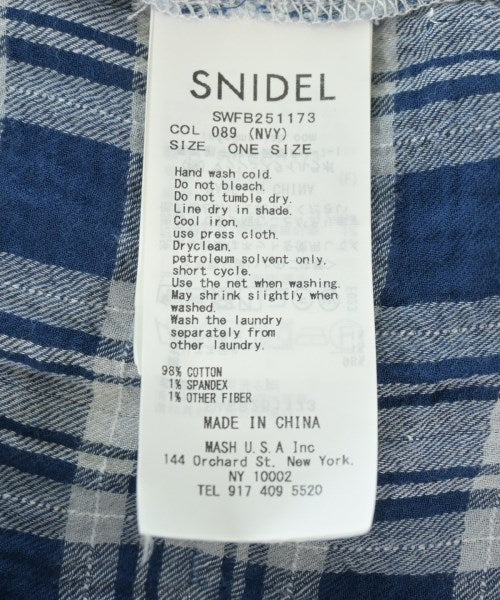 SNIDEL
SWFB251173
COL 089 (NVY)
SIZE ONE SIZE
Hand wash cold.
Do not bleach.
Do not tumble dry.
Line dry in shade.
Cool iron,
use press cloth.
Dryclean,
petroleum solvent only.
short cycle.
Use the net when washing.
May shrink siightly when
washed.
Wash the laundry
separately from
other laundry.
98% COTTON
1% SPANDEX
1% OTHER FIBER
MADE IN CHINA
MASH U.S.A Inc
144 Orchard St. New York.
NY 10002
TEL 917 409 5520